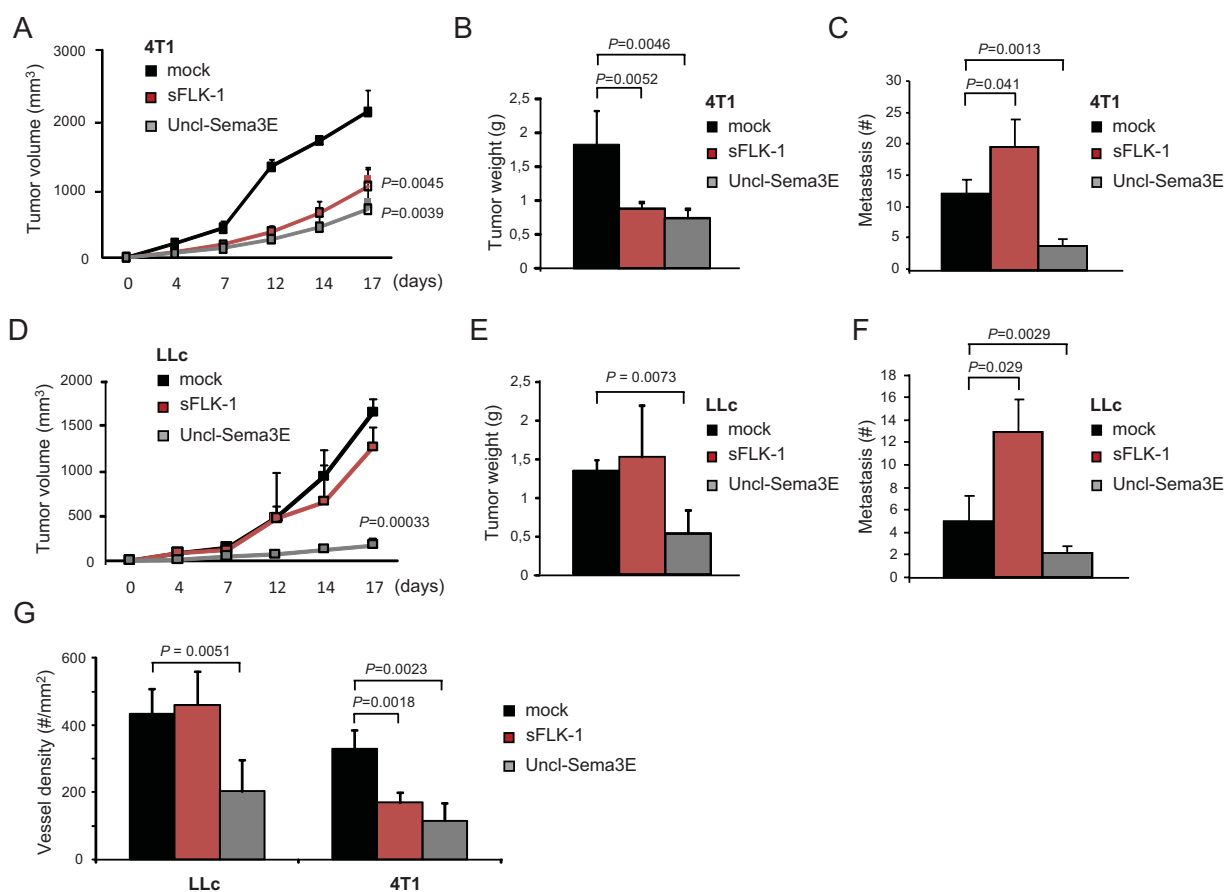 A
4T1
mock
sFLK-1
Uncl-Sema3E
Tumor volume (mm3)
3000
2000
1000
0
P=0.0045
P=0.0039
0 4 7 12 14 17 (days)
B
P=0.0046
P=0.0052
4T1
mock
sFLK-1
Uncl-Sema3E
Tumor weight (g)
2,5
2
1,5
1
0,5
0
C
P=0.0013
P=0.041
4T1
mock
sFLK-1
Uncl-Sema3E
Metastasis (#)
30
25
20
15
10
5
0
D
LLc
mock
sFLK-1
Uncl-Sema3E
Tumor volume (mm3)
2000
1500
1000
500
0
P=0.00033
0 4 7 12 14 17 (days)
E
P = 0.0073
LLc
mock
sFLK-1
Uncl-Sema3E
Tumor weight (g)
2,5
2
1,5
1
0,5
0
F
P=0.0029
P=0.029
LLc
mock
sFLK-1
Uncl-Sema3E
Metastasis (#)
18
16
14
12
10
8
6
4
2
0
G
P = 0.0051
P=0.0023
P=0.0018
mock
sFLK-1
Uncl-Sema3E
Vessel density (#/mm2)
600
400
200
0
LLc 4T1